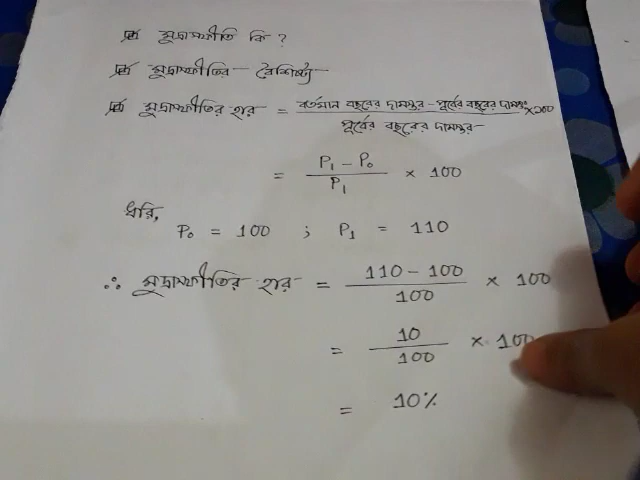 মুদ্রাস্ফীতি কি ?
মুদ্রাস্ফীতির বৈশিষ্ট্য
মুদ্রাস্ফীতির হার = বর্তমান বছরের দামস্তর - পূর্বের বছরের দামস্তর / পূর্বের বছরের দামস্তর × 100
= P₁ - P₀ / P₁ × 100
ধরি,
P₀ = 100 ; P₁ = 110
∴ মুদ্রাস্ফীতির হার = 110 - 100 / 100 × 100
= 10 / 100 × 100
= 10%